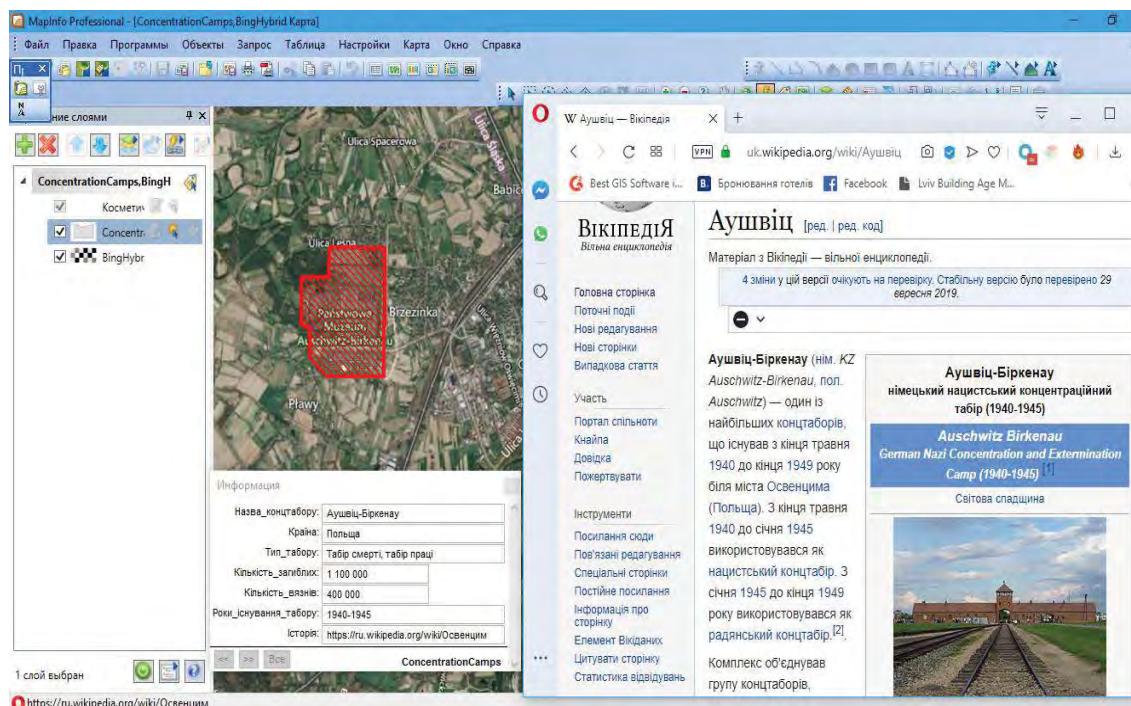 MapInfo Professional - [ConcentrationCamps,BingHybrid Карта]
Файл Правка Программы Объекты Запрос Таблица Настройки Карта Окно Справка
ние слоями
ConcentrationCamps,BingH
Космети
Concentr
BingHybr
1 слой выбран
https://ru.wikipedia.org/wiki/Освенцим
Ulica Spacerowa
Ulica Śląska
Babic
Ulica Leśna
Państwowe
Muzeum
Auschwitz-Birkenau
Brzezinka
Pławy
Информация
Назва_концтабору: Аушвіц-Біркенау
Країна: Польща
Тип_табору: Табір смерті, табір праці
Кількість_загиблих: 1 100 000
Кількість_вязнів: 400 000
Роки_існування_табору: 1940-1945
Історія: https://ru.wikipedia.org/wiki/Освенцим
<< >> Все ConcentrationCamps
W Аушвіц — Вікіпедія
VPN uk.wikipedia.org/wiki/Аушвіц
Best GIS Software i... B. Бронювання готелів Facebook Lviv Building Age M...
ВІКІПЕДІЯ
Вільна енциклопедія
Головна сторінка
Поточні події
Нові редагування
Нові сторінки
Випадкова стаття
Участь
Портал спільноти
Кнайпа
Довідка
Пожертвувати
Інструменти
Посилання сюди
Пов'язані редагування
Спеціальні сторінки
Постійне посилання
Інформація про
сторінку
Елемент Вікіданих
Цитувати сторінку
Статистика відвідувань
Аушвіц [ред. | ред. код]
Матеріал з Вікіпедії — вільної енциклопедії.
4 зміни у цій версії очікують на перевірку. Стабільну версію було перевірено 29
вересня 2019.
Аушвіц-Біркенау (нім. KZ
Auschwitz-Birkenau, пол.
Auschwitz) — один із
найбільших концтаборів,
що існував з кінця травня
1940 до кінця 1949 року
біля міста Освенцима
(Польща). З кінця травня
1940 до січня 1945
використовувався як
нацистський концтабір. З
січня 1945 до кінця 1949
року використовувався як
радянський концтабір.[2].
Комплекс об'єднував
групу концтаборів,
Аушвіц-Біркенау
німецький нацистський концентраційний
табір (1940-1945)
Auschwitz Birkenau
German Nazi Concentration and Extermination
Camp (1940-1945) [1]
Світова спадщина